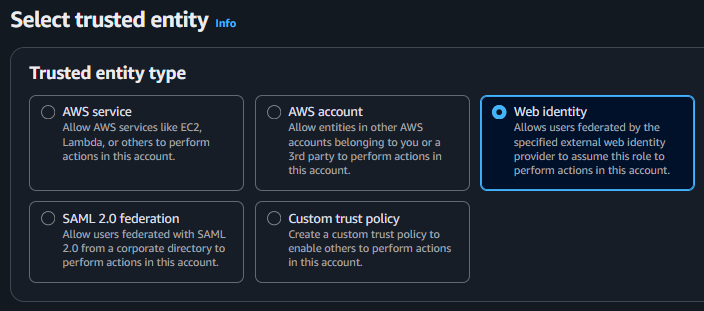 Select trusted entity Info
Trusted entity type
AWS service
Allow AWS services like EC2,
Lambda, or others to perform
actions in this account.
AWS account
Allow entities in other AWS
accounts belonging to you or a
3rd party to perform actions in
this account.
Web identity
Allows users federated by the
specified external web identity
provider to assume this role to
perform actions in this account.
SAML 2.0 federation
Allow users federated with SAML
2.0 from a corporate directory to
perform actions in this account.
Custom trust policy
Create a custom trust policy to
enable others to perform actions
in this account.